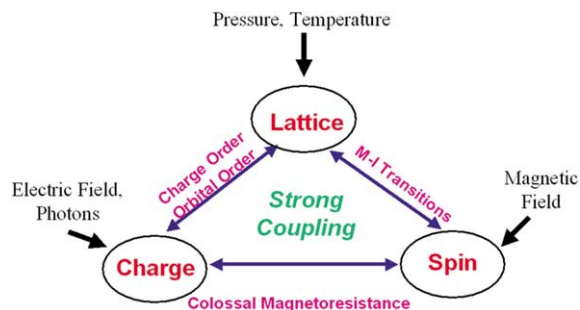 Pressure, Temperature
Lattice
Charge Order
Orbital Order
M-I Transitions
Electric Field,
Photons
Strong
Coupling
Magnetic
Field
Charge
Spin
Colossal Magnetoresistance